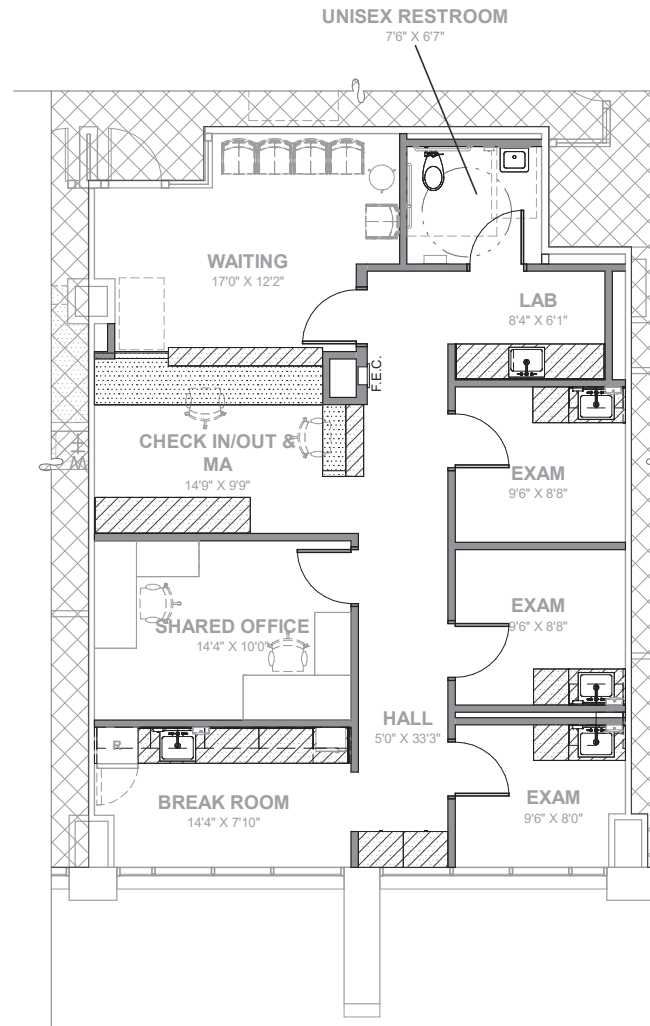 UNISEX RESTROOM
7'6" X 6'7"
WAITING
17'0" X 12'2"
LAB
8'4" X 6'1"
F.E.C.
CHECK IN/OUT &
MA
14'9" X 9'9"
EXAM
9'6" X 8'8"
EXAM
9'6" X 8'8"
SHARED OFFICE
14'4" X 10'0"
HALL
5'0" X 33'3"
R
BREAK ROOM
14'4" X 7'10"
EXAM
9'6" X 8'0"